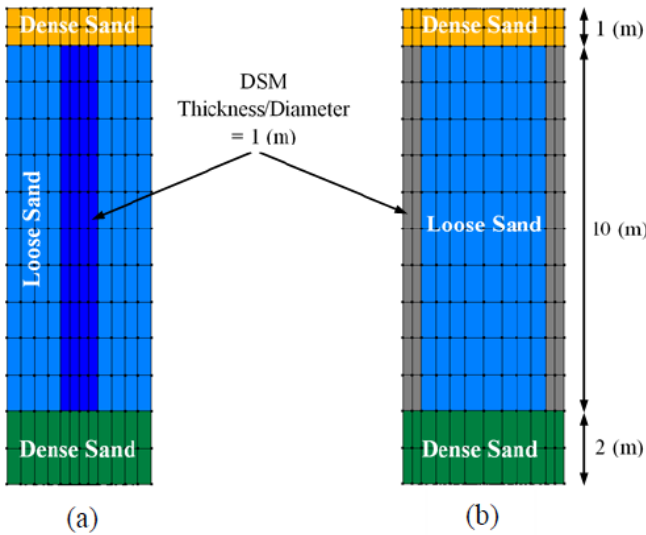 Dense Sand
Dense Sand
1 (m)
DSM
Thickness/Diameter
= 1 (m)
Loose Sand
Loose Sand
10 (m)
Dense Sand
Dense Sand
2 (m)
(a)
(b)